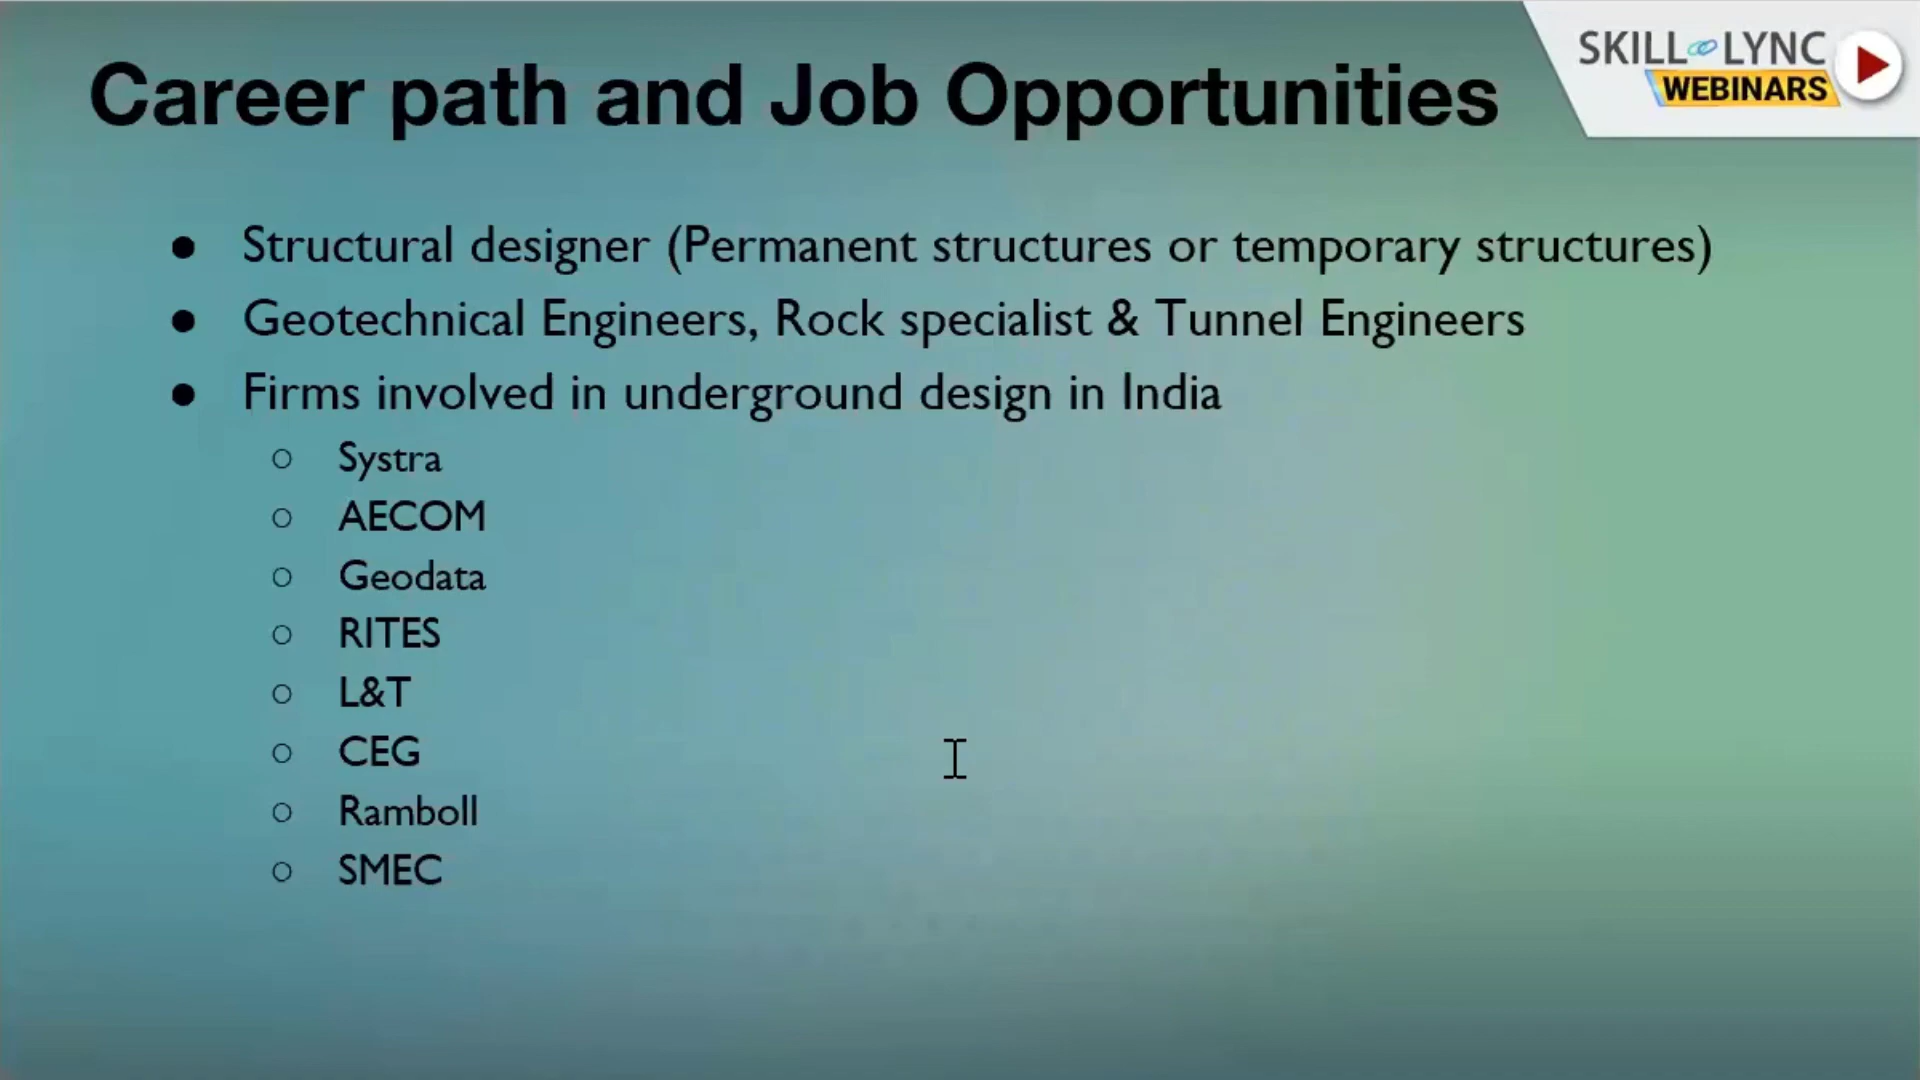 Career path and Job Opportunities
SKILL LYNC
WEBINARS
● Structural designer (Permanent structures or temporary structures)
● Geotechnical Engineers, Rock specialist & Tunnel Engineers
● Firms involved in underground design in India
○ Systra
○ AECOM
○ Geodata
○ RITES
○ L&T
○ CEG
○ Ramboll
○ SMEC